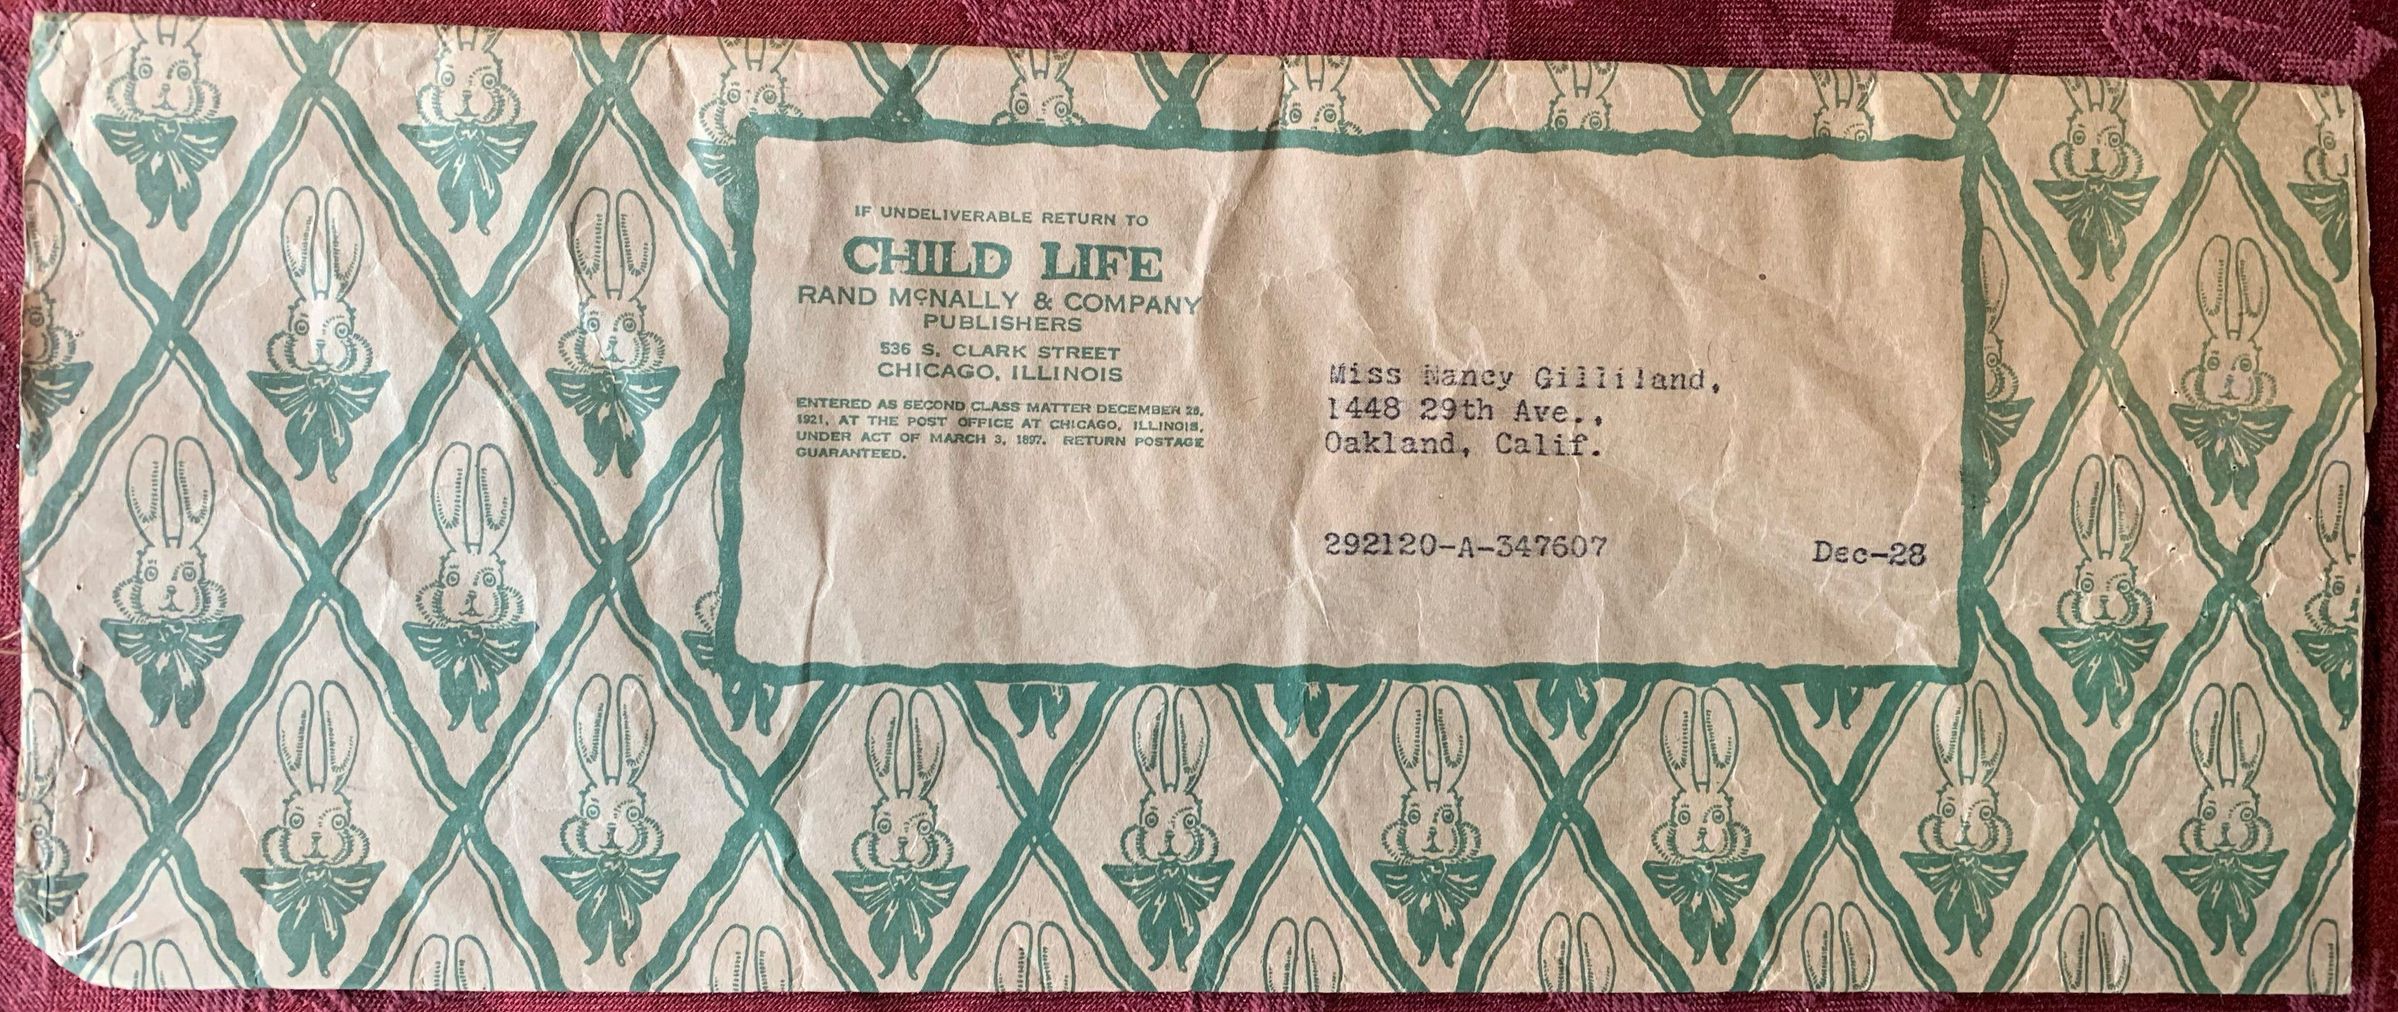 IF UNDELIVERABLE RETURN TO
CHILD LIFE
RAND McNALLY & COMPANY
PUBLISHERS
536 S. CLARK STREET
CHICAGO, ILLINOIS
ENTERED AS SECOND CLASS MATTER DECEMBER 28,
1921, AT THE POST OFFICE AT CHICAGO, ILLINOIS,
UNDER ACT OF MARCH 3, 1897. RETURN POSTAGE
GUARANTEED.
Miss Nancy Gilliland,
1448 29th Ave.,
Oakland, Calif.
292120-A-347607 Dec-28